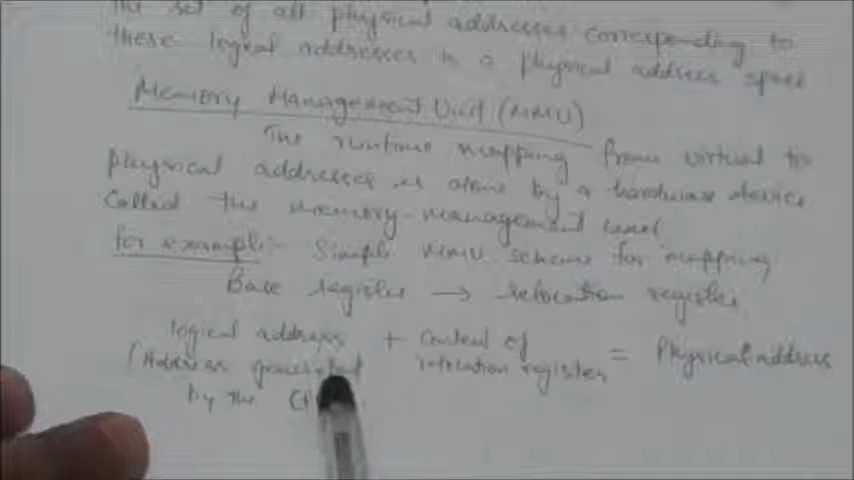 the set of all physical addresses corresponding to
these logical addresses is a physical address space
Memory Management Unit (MMU)
The runtime mapping from virtual to
physical addresses is done by a hardware device
called the memory-management unit
for example:- Simple MMU scheme for mapping
Base register → relocation register
logical address + Content of relocation register = Physical address
(Address generated
by the